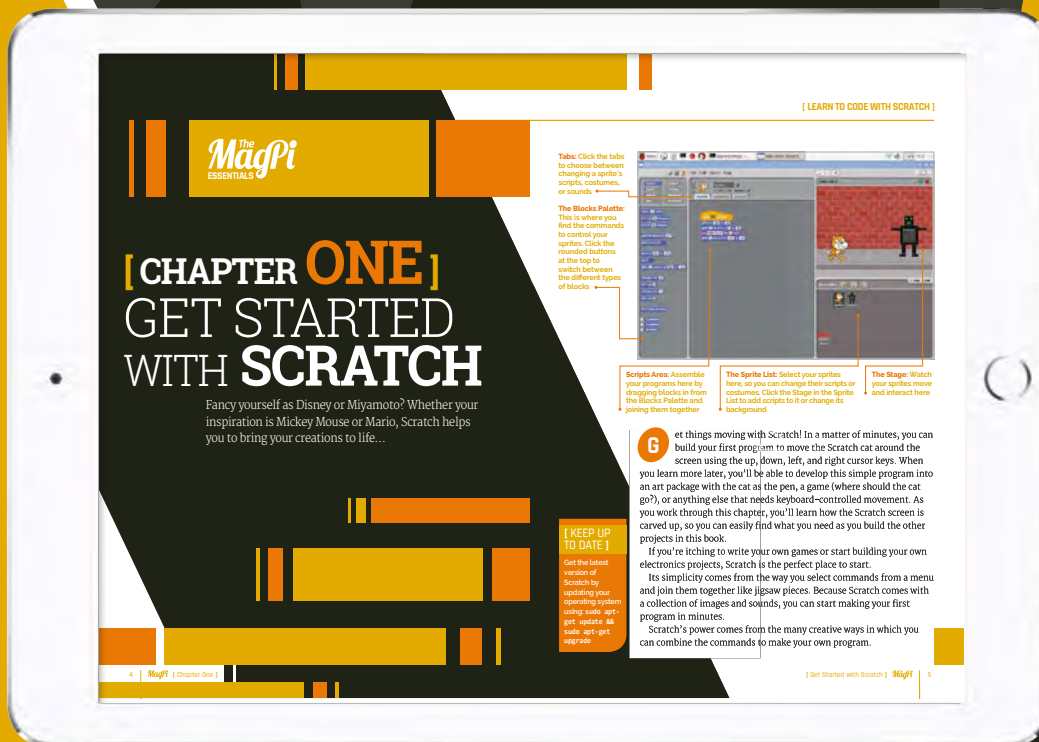 The
MagPi
ESSENTIALS
[ CHAPTER ONE ]
GET STARTED
WITH SCRATCH
Fancy yourself as Disney or Miyamoto? Whether your
inspiration is Mickey Mouse or Mario, Scratch helps
you to bring your creations to life…
4 MagPi [ Chapter One ]
[ LEARN TO CODE WITH SCRATCH ]
Tabs: Click the tabs
to choose between
changing a sprite's
scripts, costumes,
or sounds
The Blocks Palette:
This is where you
find the commands
to control your
sprites. Click the
rounded buttons
at the top to
switch between
the different types
of blocks
Scripts Area: Assemble
your programs here by
dragging blocks in from
the Blocks Palette and
joining them together
The Sprite List: Select your sprites
here, so you can change their scripts or
costumes. Click the Stage in the Sprite
List to add scripts to it or change its
background
The Stage: Watch
your sprites move
and interact here
Get things moving with Scratch! In a matter of minutes, you can
build your first program to move the Scratch cat around the
screen using the up, down, left, and right cursor keys. When
you learn more later, you'll be able to develop this simple program into
an art package with the cat as the pen, a game (where should the cat
go?), or anything else that needs keyboard-controlled movement. As
you work through this chapter, you'll learn how the Scratch screen is
carved up, so you can easily find what you need as you build the other
projects in this book.
If you're itching to write your own games or start building your own
electronics projects, Scratch is the perfect place to start.
Its simplicity comes from the way you select commands from a menu
and join them together like jigsaw pieces. Because Scratch comes with
a collection of images and sounds, you can start making your first
program in minutes.
Scratch's power comes from the many creative ways in which you
can combine the commands to make your own program.
[ KEEP UP
TO DATE ]
Get the latest
version of
Scratch by
updating your
operating system
using: sudo apt-
get update &&
sudo apt-get
upgrade
[ Get Started with Scratch ] MagPi 5